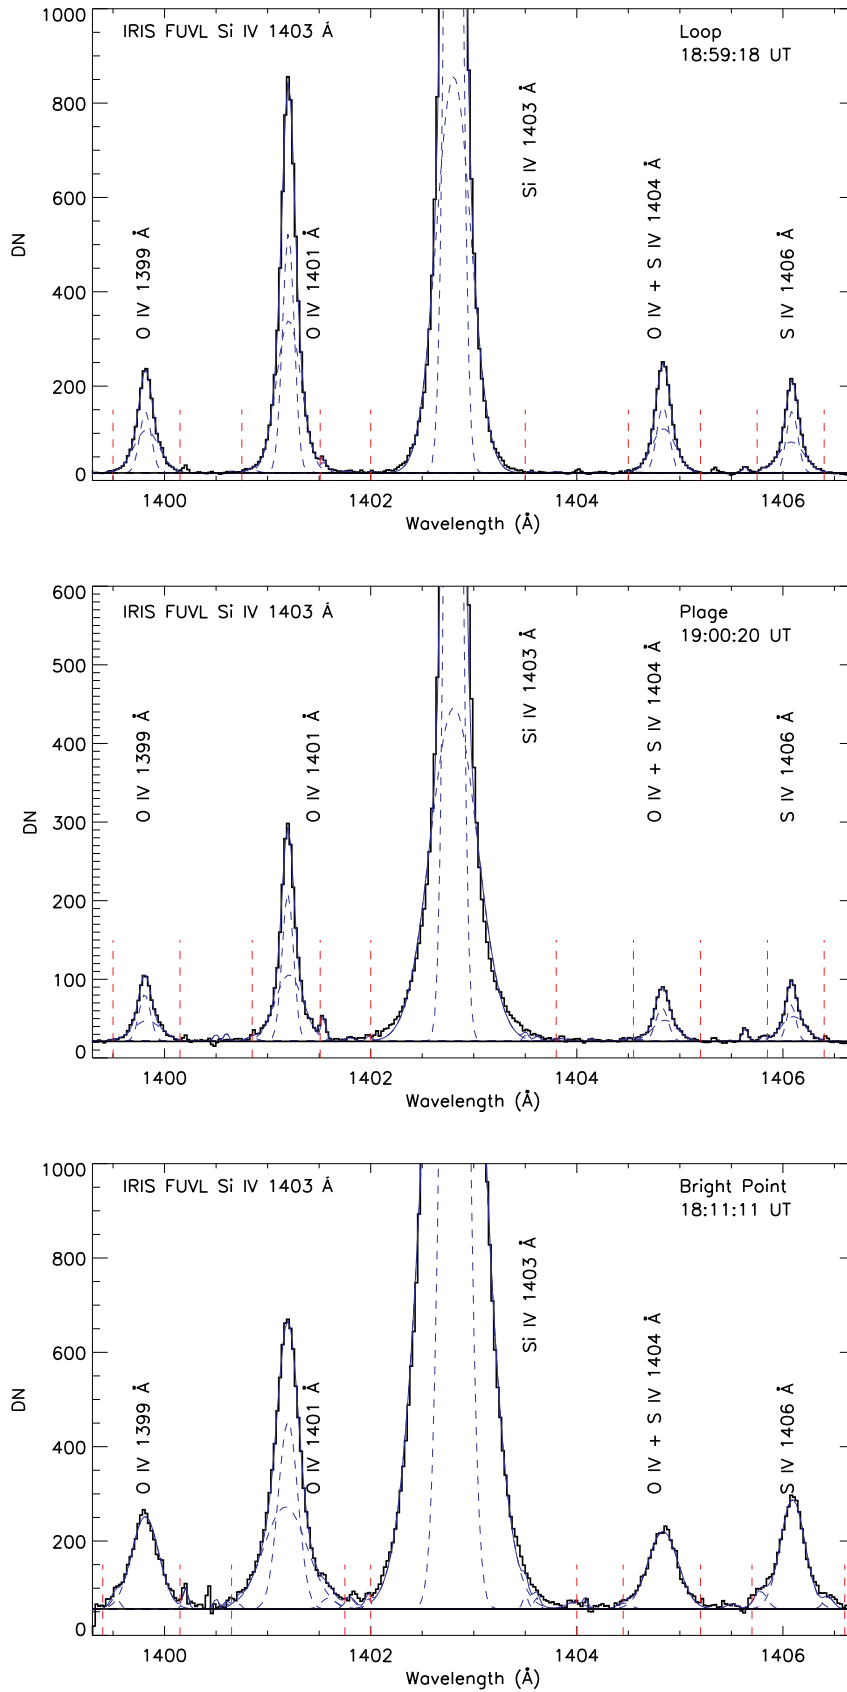 IRIS FUVL Si IV 1403 Å
Loop
18:59:18 UT
1000
800
600
400
200
0
DN
O IV 1399 Å
O IV 1401 Å
Si IV 1403 Å
O IV + S IV 1404 Å
S IV 1406 Å
1400
1402
1404
1406
Wavelength (Å)
IRIS FUVL Si IV 1403 Å
Plage
19:00:20 UT
600
500
400
300
200
100
0
DN
O IV 1399 Å
O IV 1401 Å
Si IV 1403 Å
O IV + S IV 1404 Å
S IV 1406 Å
1400
1402
1404
1406
Wavelength (Å)
IRIS FUVL Si IV 1403 Å
Bright Point
18:11:11 UT
1000
800
600
400
200
0
DN
O IV 1399 Å
O IV 1401 Å
Si IV 1403 Å
O IV + S IV 1404 Å
S IV 1406 Å
1400
1402
1404
1406
Wavelength (Å)